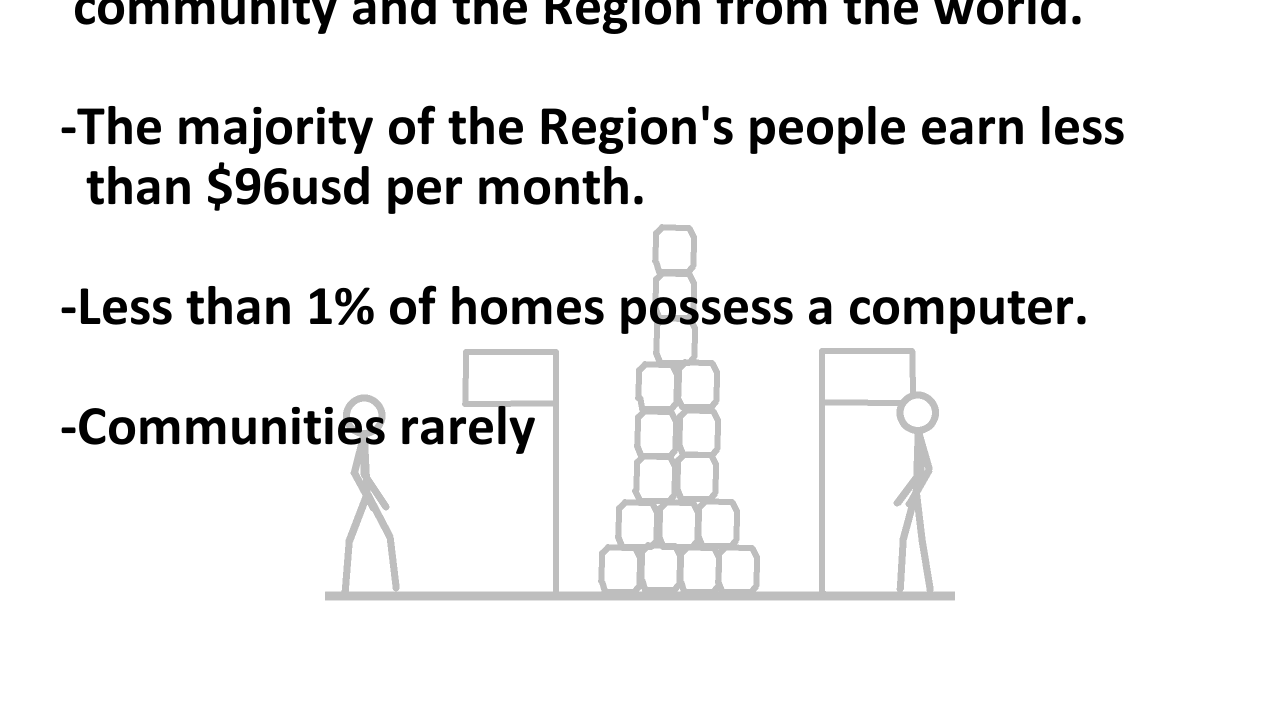 community and the Region from the world.
-The majority of the Region's people earn less
than $96usd per month.
-Less than 1% of homes possess a computer.
-Communities rarely